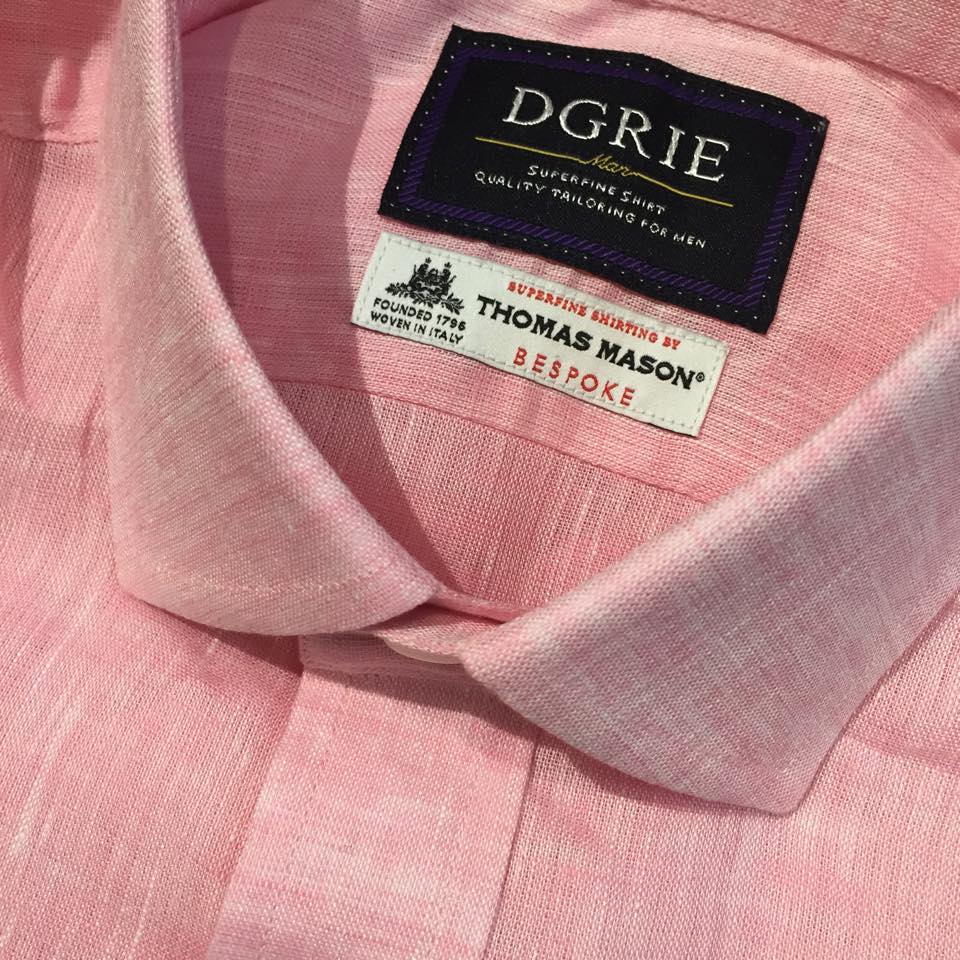 DGRIE
Man
SUPERFINE SHIRT
QUALITY TAILORING FOR MEN
FOUNDED 1796
WOVEN IN ITALY
SUPERFINE SHIRTING BY
THOMAS MASON®
BESPOKE